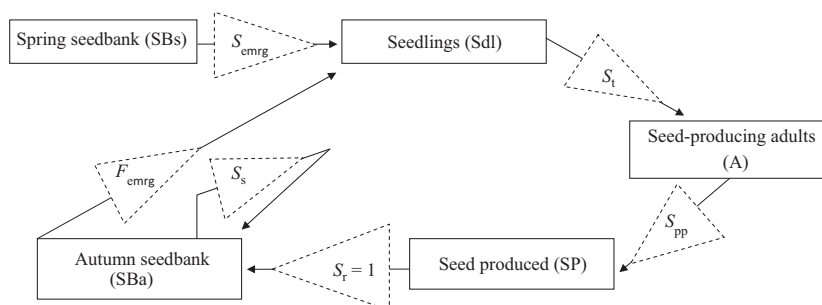 Spring seedbank (SBs)
S_emrg
Seedlings (Sdl)
S_t
Seed-producing adults
(A)
F_emrg
S_s
S_pp
Autumn seedbank
(SBa)
S_r = 1
Seed produced (SP)